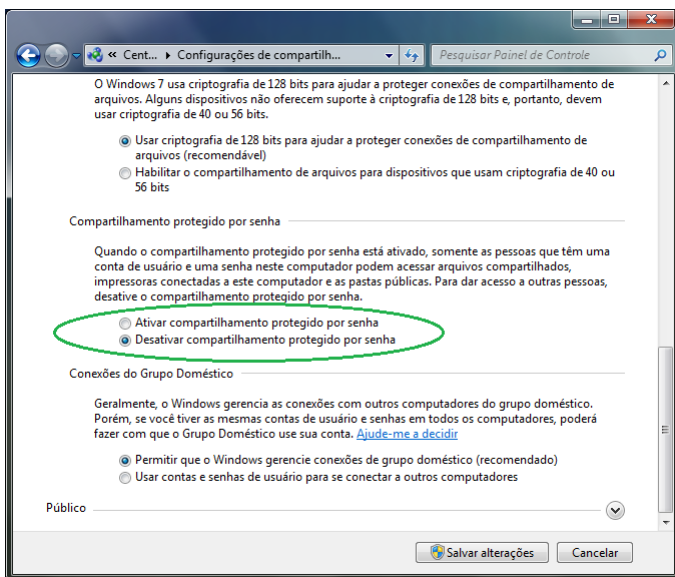 « Cent... ▸ Configurações de compartilh...
Pesquisar Painel de Controle
O Windows 7 usa criptografia de 128 bits para ajudar a proteger conexões de compartilhamento de
arquivos. Alguns dispositivos não oferecem suporte à criptografia de 128 bits e, portanto, devem
usar criptografia de 40 ou 56 bits.
Usar criptografia de 128 bits para ajudar a proteger conexões de compartilhamento de
arquivos (recomendável)
Habilitar o compartilhamento de arquivos para dispositivos que usam criptografia de 40 ou
56 bits
Compartilhamento protegido por senha
Quando o compartilhamento protegido por senha está ativado, somente as pessoas que têm uma
conta de usuário e uma senha neste computador podem acessar arquivos compartilhados,
impressoras conectadas a este computador e as pastas públicas. Para dar acesso a outras pessoas,
desative o compartilhamento protegido por senha.
Ativar compartilhamento protegido por senha
Desativar compartilhamento protegido por senha
Conexões do Grupo Doméstico
Geralmente, o Windows gerencia as conexões com outros computadores do grupo doméstico.
Porém, se você tiver as mesmas contas de usuário e senhas em todos os computadores, poderá
fazer com que o Grupo Doméstico use sua conta. Ajude-me a decidir
Permitir que o Windows gerencie conexões de grupo doméstico (recomendado)
Usar contas e senhas de usuário para se conectar a outros computadores
Público
Salvar alterações
Cancelar